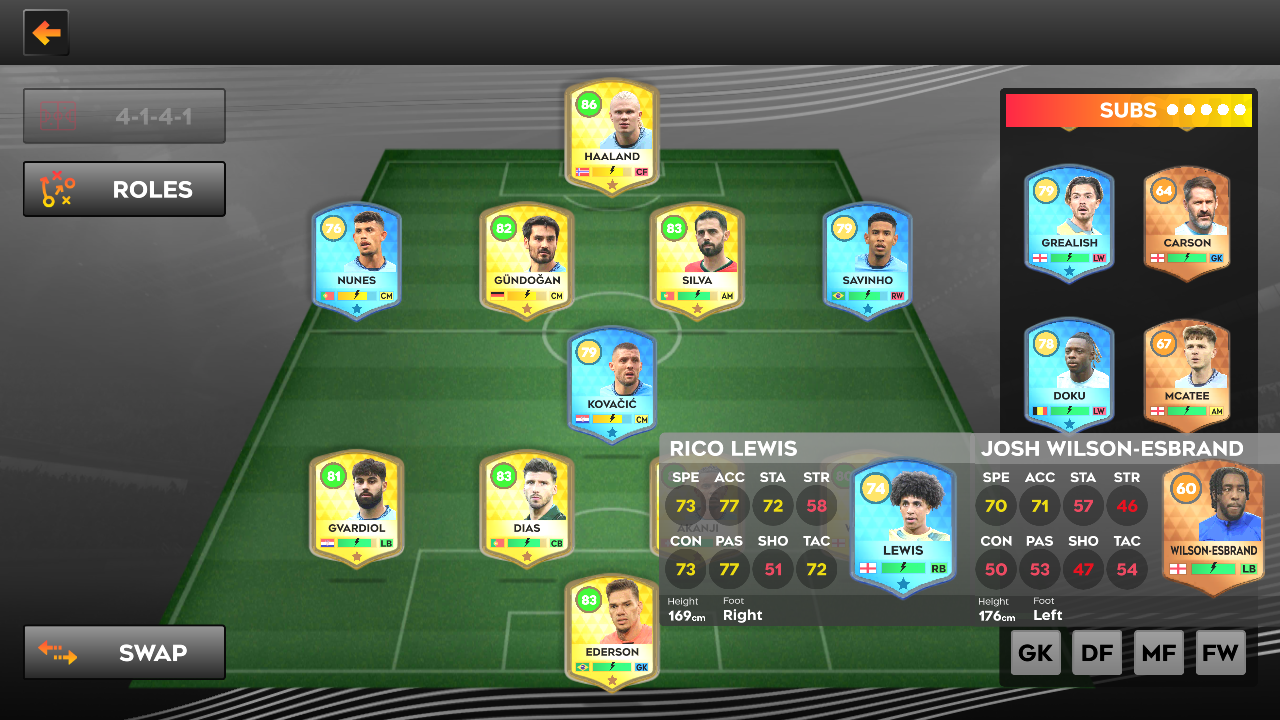 86
HAALAND
CF
SUBS
4-1-4-1
ROLES
79
GREALISH
LW
64
CARSON
GK
76
NUNES
CM
82
GÜNDOĞAN
CM
83
SILVA
AM
79
SAVINHO
RW
79
KOVAČIĆ
CM
78
DOKU
LW
67
MCATEE
AM
81
GVARDIOL
LB
83
DIAS
CB
AKANJI
80
RICO LEWIS
SPE ACC STA STR
73 77 72 58
CON PAS SHO TAC
73 77 51 72
Height Foot
169cm Right
74
LEWIS
RB
JOSH WILSON-ESBRAND
SPE ACC STA STR
70 71 57 46
CON PAS SHO TAC
50 53 47 54
Height Foot
176cm Left
60
WILSON-ESBRAND
LB
83
EDERSON
GK
SWAP
GK DF MF FW